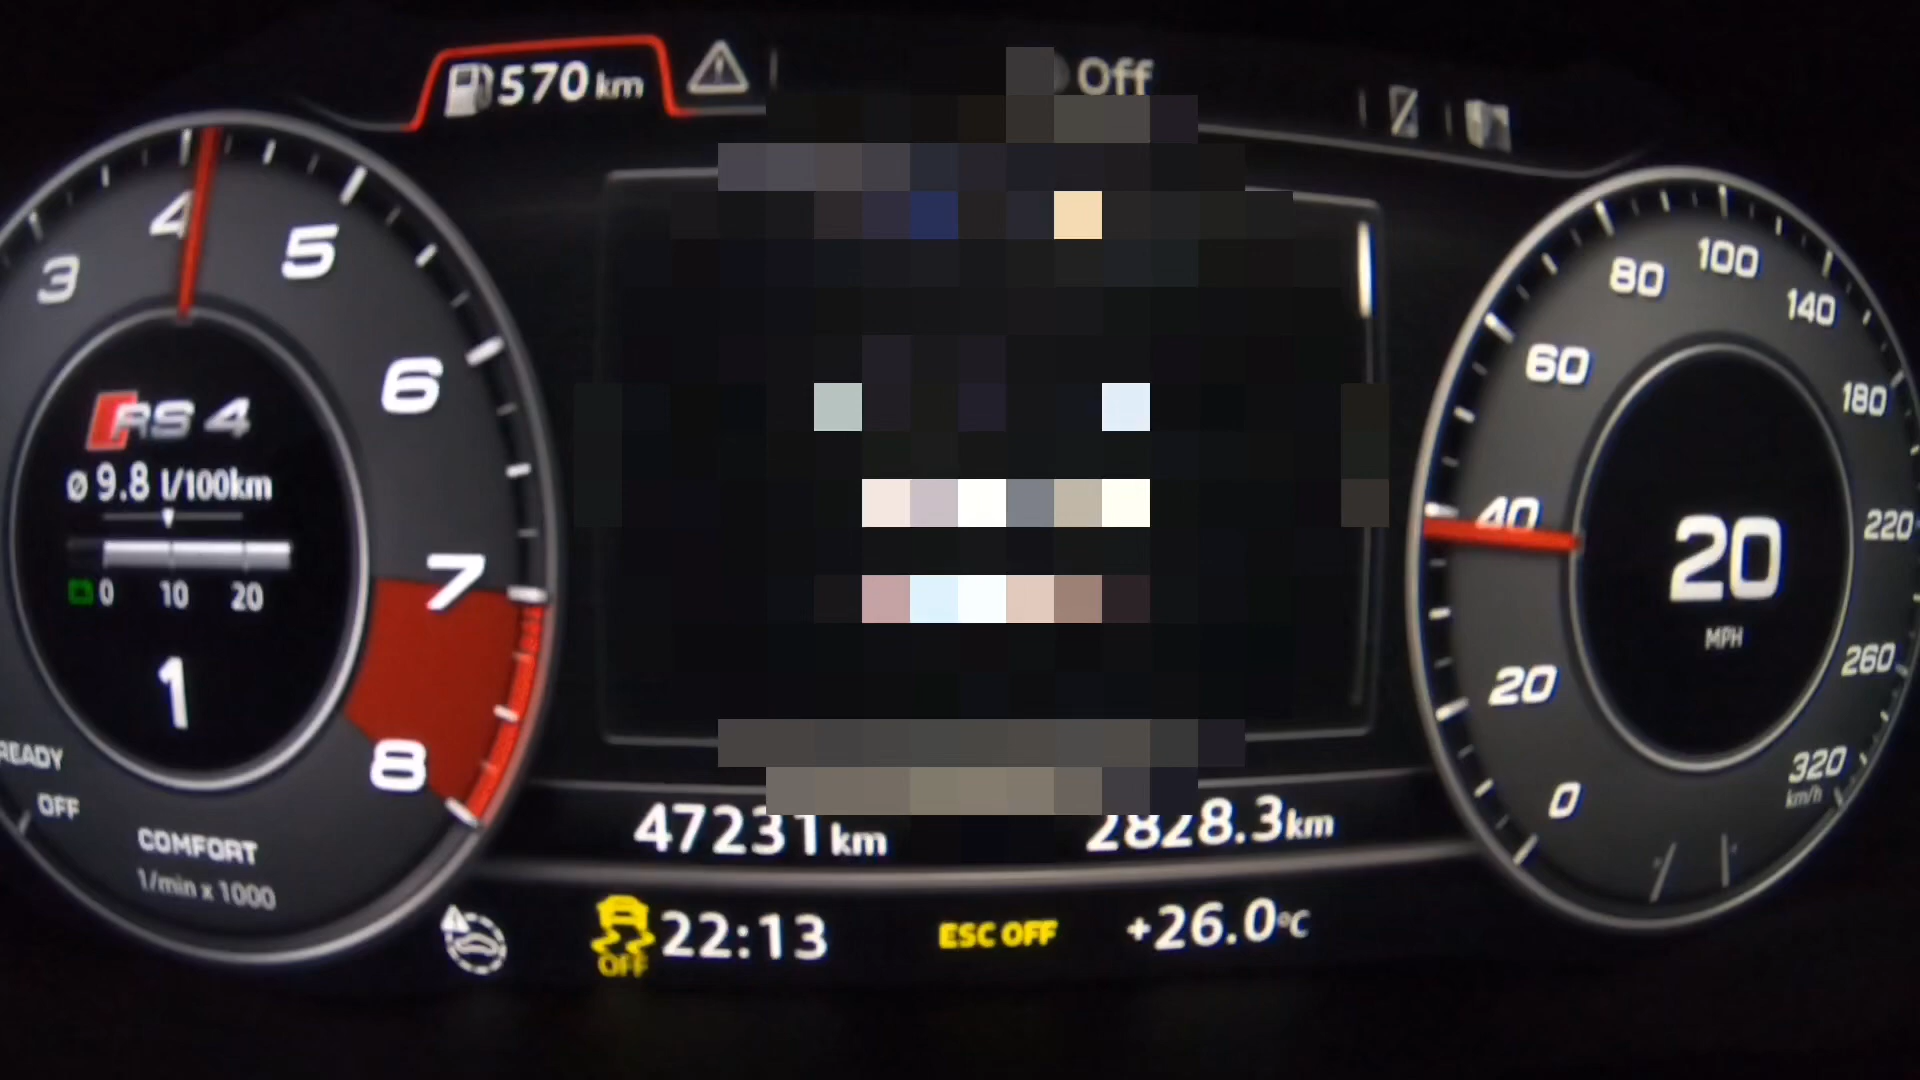 570 km
Off
3 4 5 6 7 8
RS 4
Ø 9.8 l/100km
0 10 20
1
READY
OFF
COMFORT
1/min x 1000
0 20 40 60 80 100 140 180 220 260 320
km/h
20
MPH
47231 km
2828.3 km
OFF
22:13
ESC OFF
+26.0°C